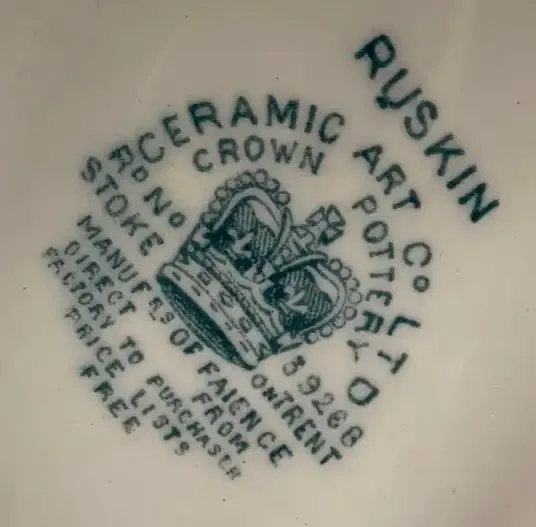 RUSKIN
CERAMIC ART Co LTD
CROWN POTTERY
Rd No 39268
STOKE ON TRENT
MANUFRS OF FAIENCE
DIRECT FROM
FACTORY TO PURCHASER
PRICE LISTS
FREE